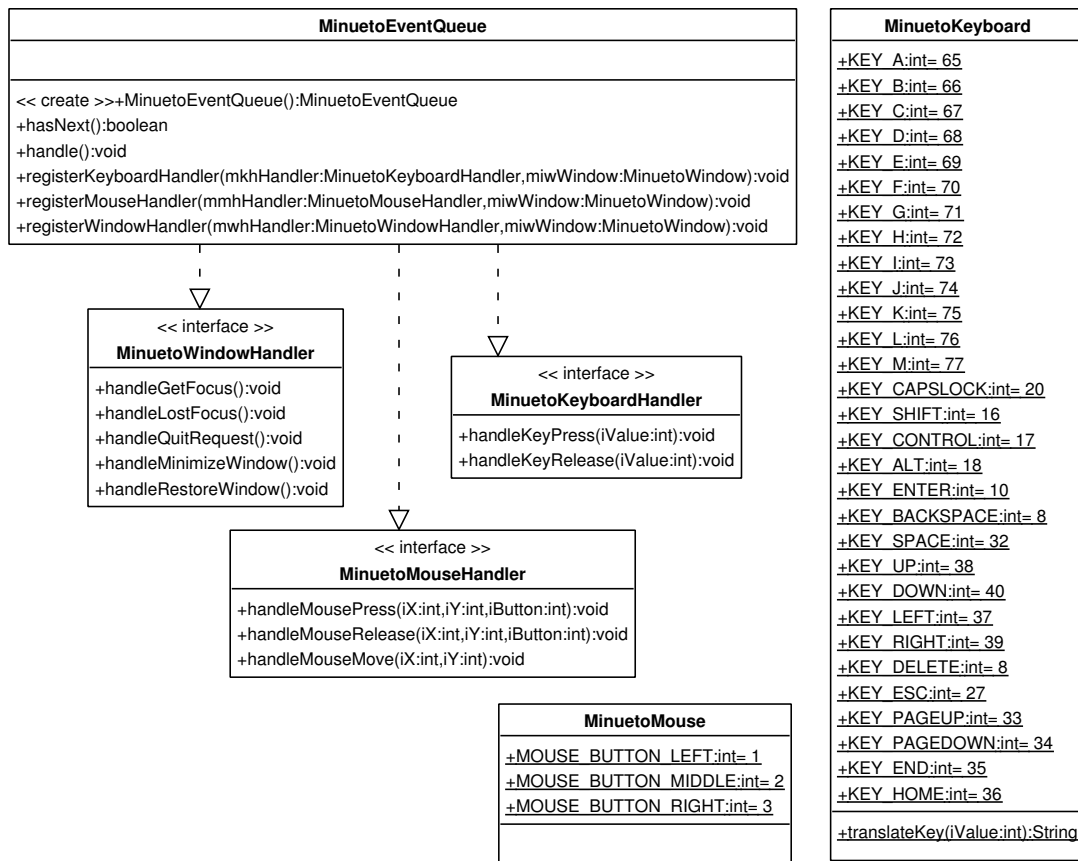 MinuetoEventQueue
<< create >>+MinuetoEventQueue():MinuetoEventQueue
+hasNext():boolean
+handle():void
+registerKeyboardHandler(mkhHandler:MinuetoKeyboardHandler,miwWindow:MinuetoWindow):void
+registerMouseHandler(mmhHandler:MinuetoMouseHandler,miwWindow:MinuetoWindow):void
+registerWindowHandler(mwhHandler:MinuetoWindowHandler,miwWindow:MinuetoWindow):void
<< interface >>
MinuetoWindowHandler
+handleGetFocus():void
+handleLostFocus():void
+handleQuitRequest():void
+handleMinimizeWindow():void
+handleRestoreWindow():void
<< interface >>
MinuetoKeyboardHandler
+handleKeyPress(iValue:int):void
+handleKeyRelease(iValue:int):void
<< interface >>
MinuetoMouseHandler
+handleMousePress(iX:int,iY:int,iButton:int):void
+handleMouseRelease(iX:int,iY:int,iButton:int):void
+handleMouseMove(iX:int,iY:int):void
MinuetoMouse
+MOUSE_BUTTON_LEFT:int= 1
+MOUSE_BUTTON_MIDDLE:int= 2
+MOUSE_BUTTON_RIGHT:int= 3
MinuetoKeyboard
+KEY_A:int= 65
+KEY_B:int= 66
+KEY_C:int= 67
+KEY_D:int= 68
+KEY_E:int= 69
+KEY_F:int= 70
+KEY_G:int= 71
+KEY_H:int= 72
+KEY_I:int= 73
+KEY_J:int= 74
+KEY_K:int= 75
+KEY_L:int= 76
+KEY_M:int= 77
+KEY_CAPSLOCK:int= 20
+KEY_SHIFT:int= 16
+KEY_CONTROL:int= 17
+KEY_ALT:int= 18
+KEY_ENTER:int= 10
+KEY_BACKSPACE:int= 8
+KEY_SPACE:int= 32
+KEY_UP:int= 38
+KEY_DOWN:int= 40
+KEY_LEFT:int= 37
+KEY_RIGHT:int= 39
+KEY_DELETE:int= 8
+KEY_ESC:int= 27
+KEY_PAGEUP:int= 33
+KEY_PAGEDOWN:int= 34
+KEY_END:int= 35
+KEY_HOME:int= 36
+translateKey(iValue:int):String